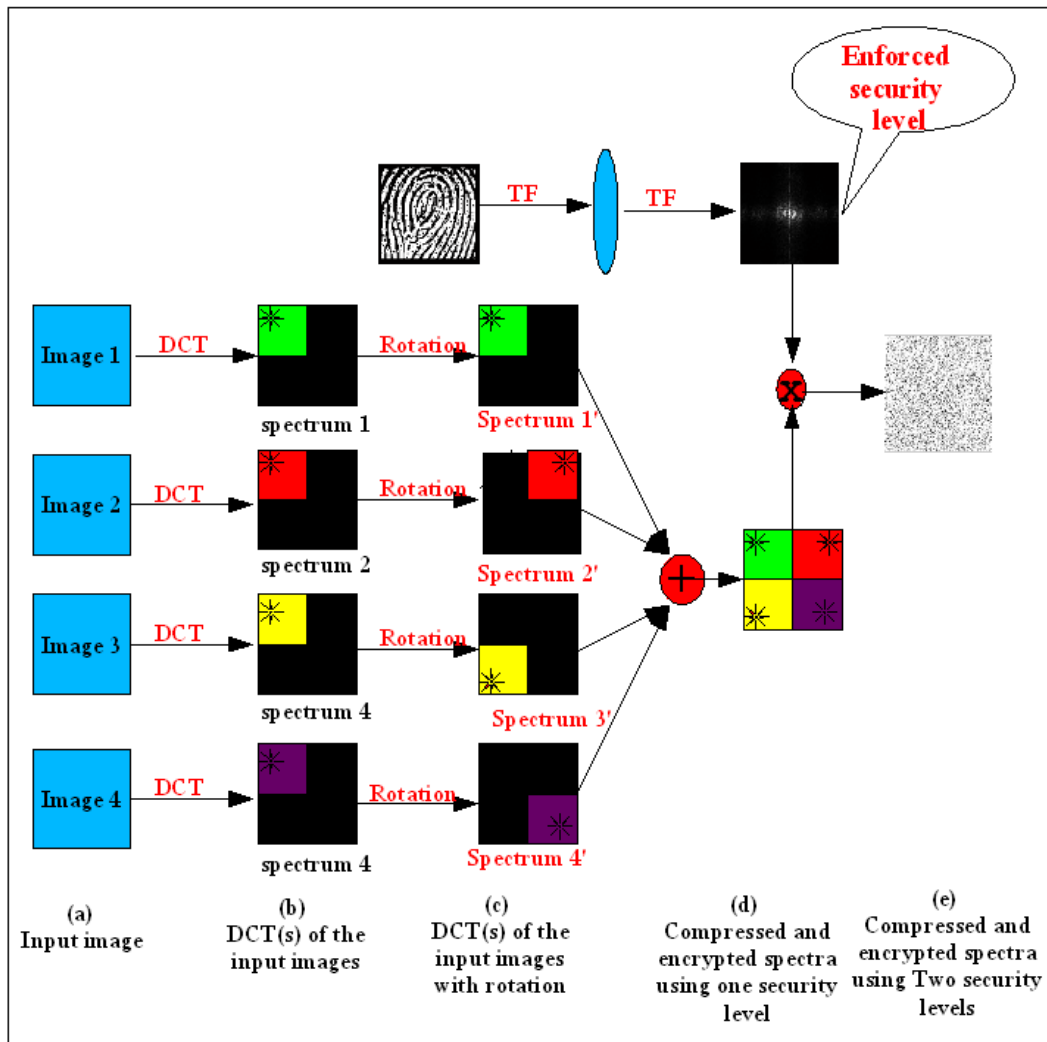 Enforced
security
level
TF
TF
Image 1
DCT
spectrum 1
Rotation
Spectrum 1'
X
Image 2
DCT
spectrum 2
Rotation
Spectrum 2'
+
Image 3
DCT
spectrum 4
Rotation
Spectrum 3'
Image 4
DCT
spectrum 4
Rotation
Spectrum 4'
(a)
Input image
(b)
DCT(s) of the
input images
(c)
DCT(s) of the
input images
with rotation
(d)
Compressed and
encrypted spectra
using one security
level
(e)
Compressed and
encrypted spectra
using Two security
levels